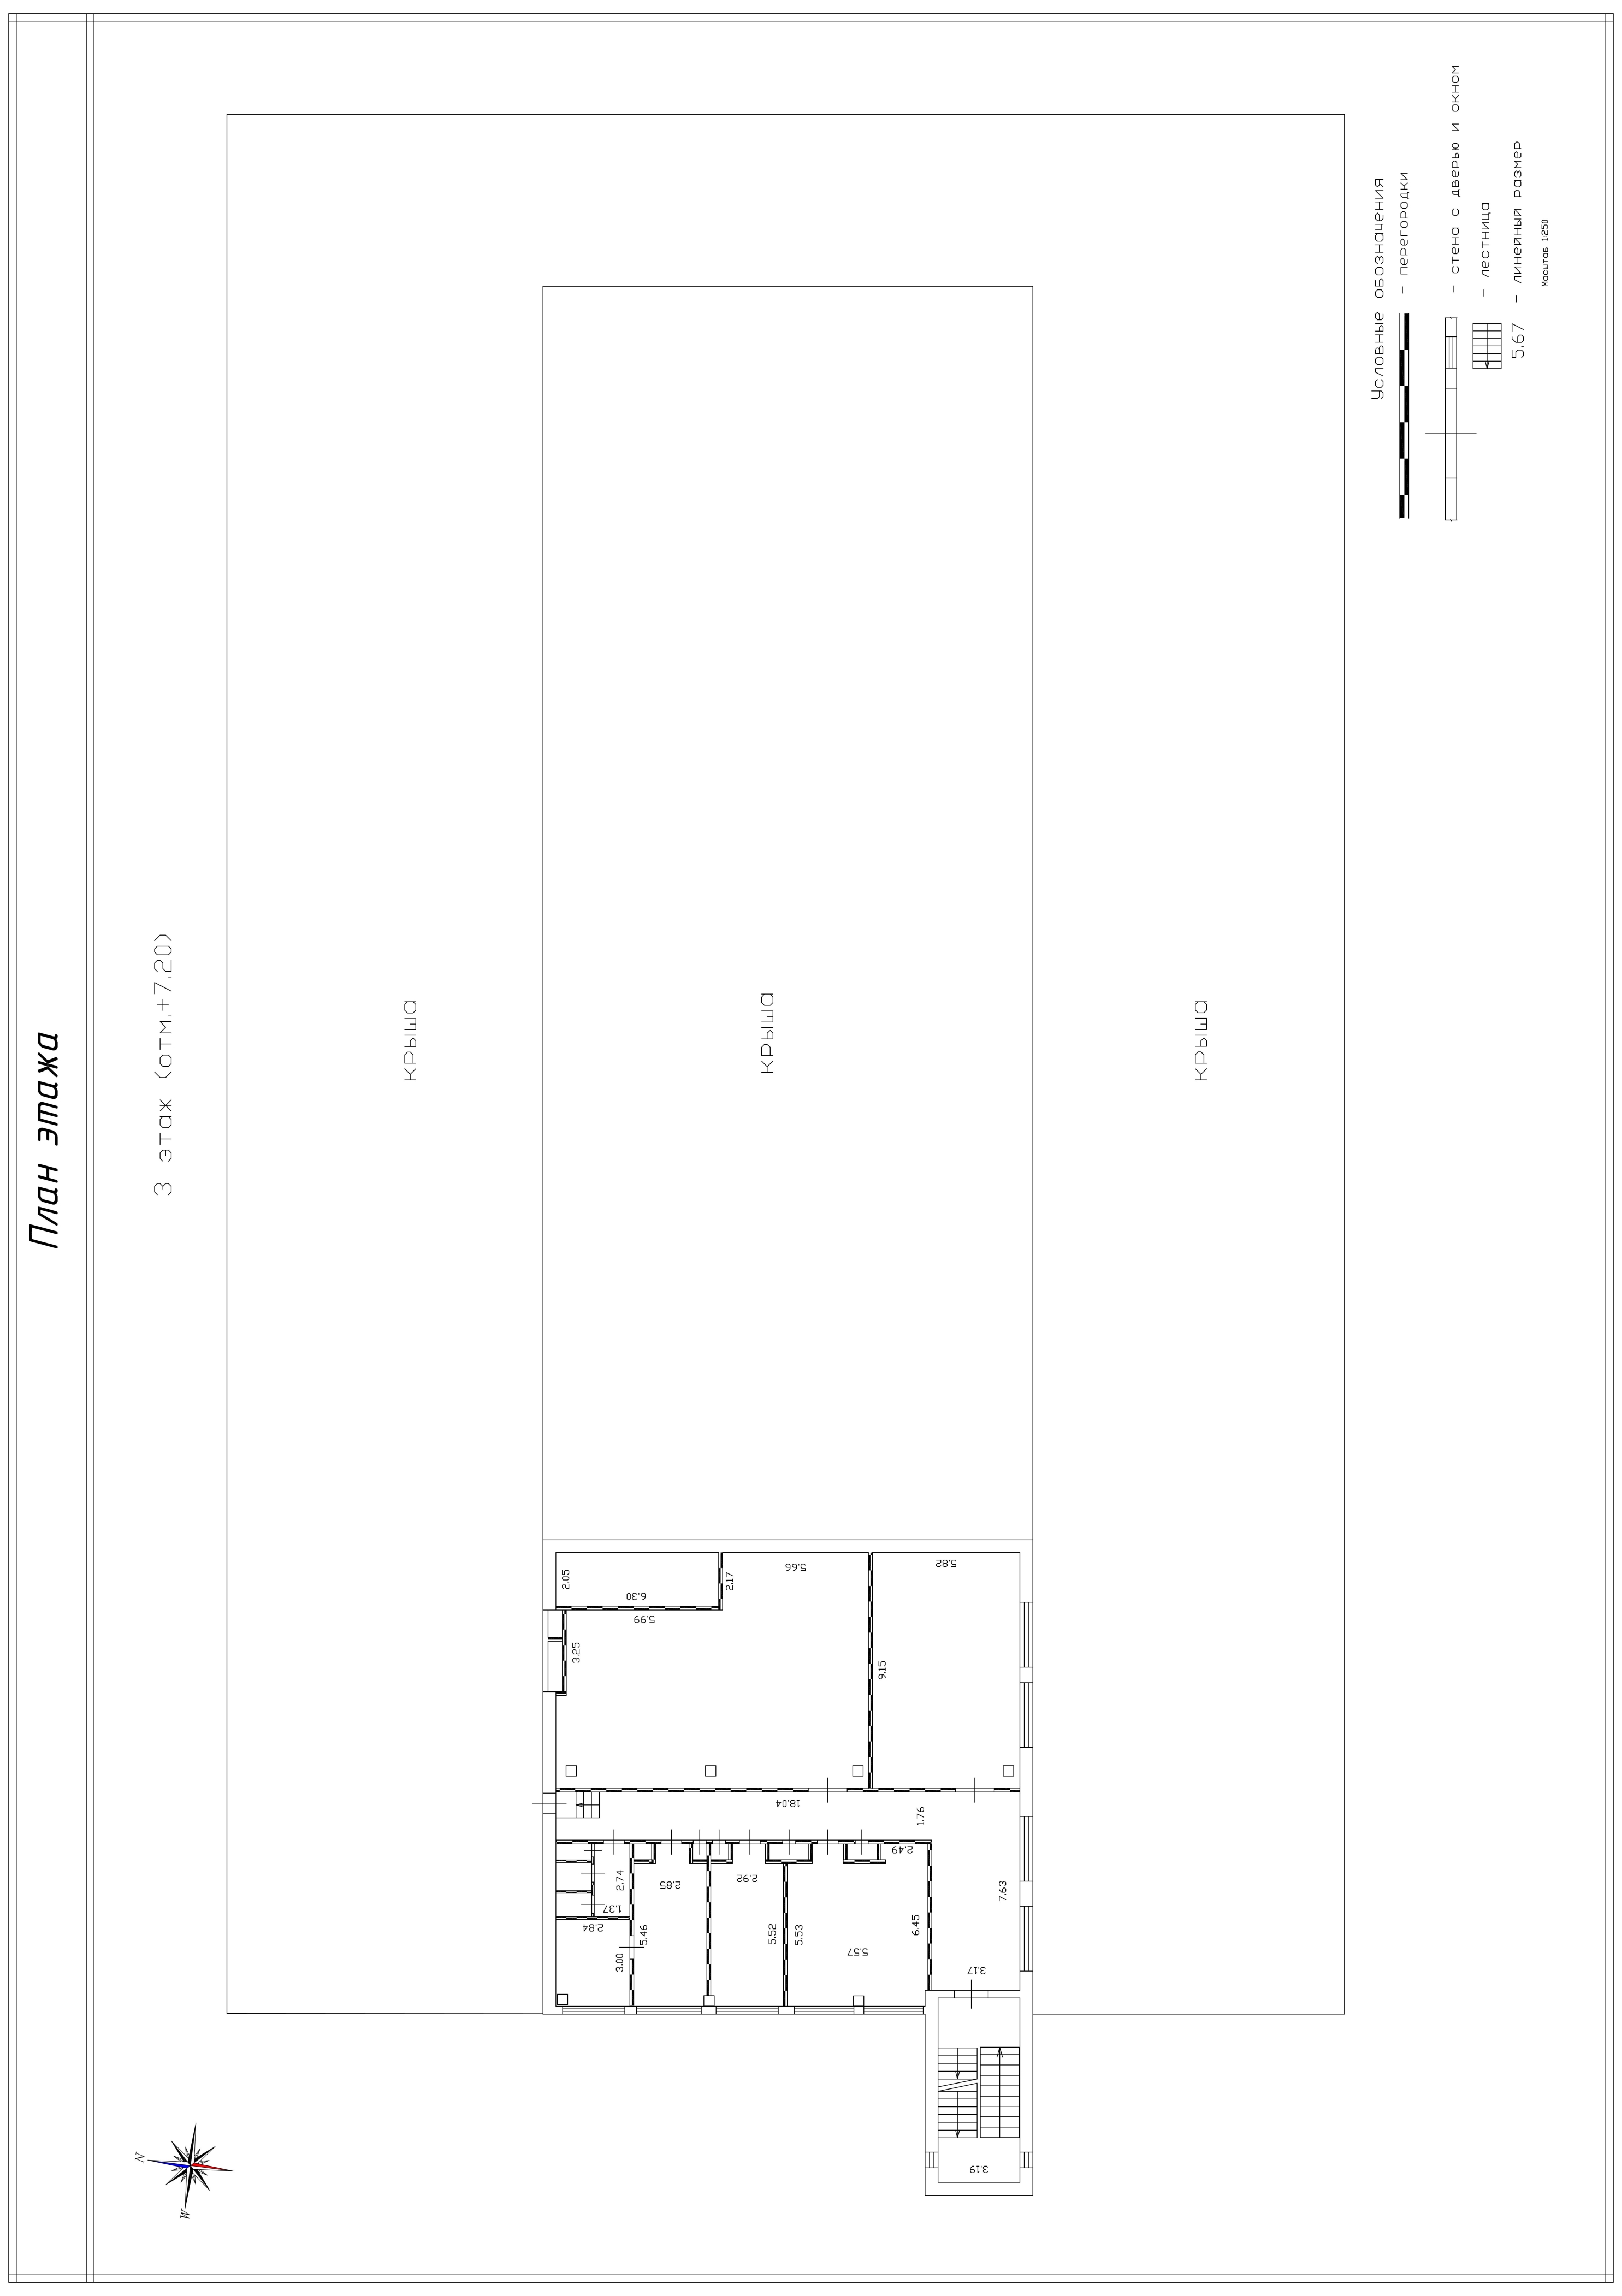 План этажа
3 этаж (отм.+7.20)
крыша
крыша
крыша
Условные обозначения
- перегородки
- стена с дверью и окном
- лестница
5.67 - линейный размер
Масштаб 1:250
2.05
6.30
5.99
2.17
5.66
5.82
3.25
9.15
18.04
1.76
2.49
2.74
1.37
2.84
3.00
2.85
5.46
2.92
5.52
5.53
5.57
6.45
7.63
3.17
3.19
N
W